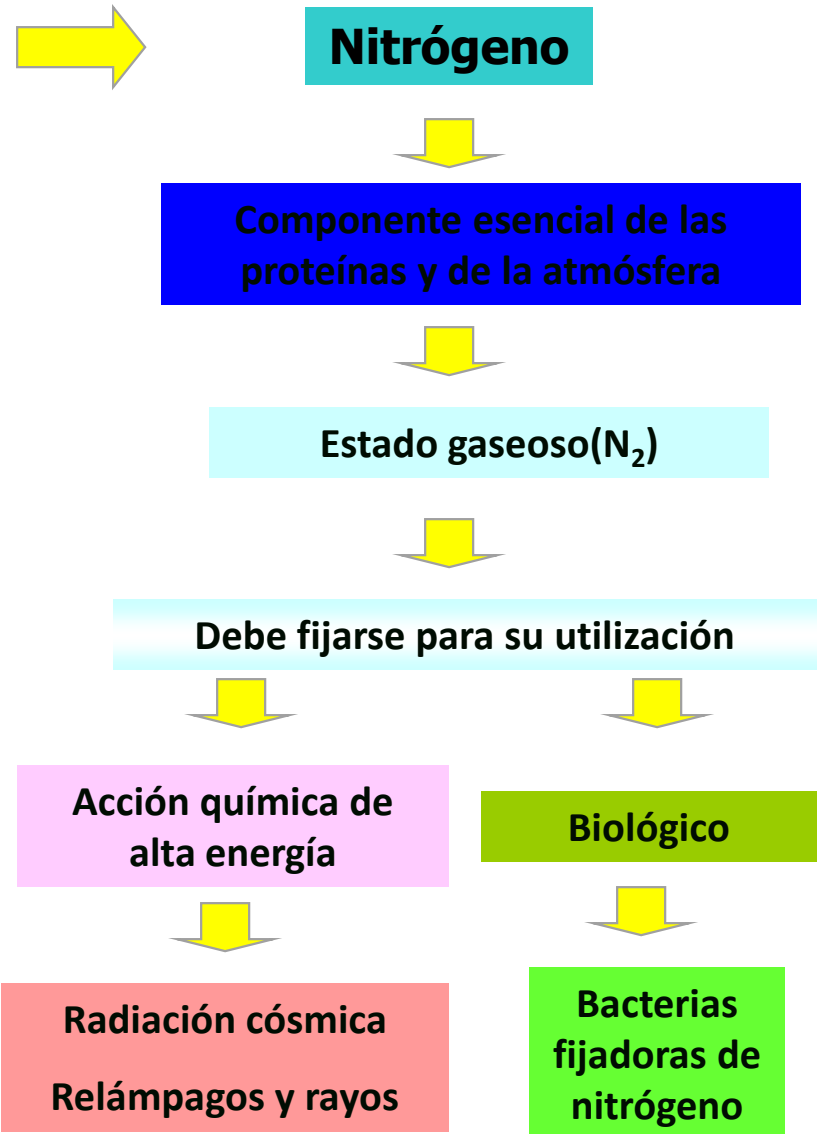 Nitrógeno
Componente esencial de las
proteínas y de la atmósfera
Estado gaseoso(N₂)
Debe fijarse para su utilización
Acción química de
alta energía
Biológico
Radiación cósmica
Relámpagos y rayos
Bacterias
fijadoras de
nitrógeno